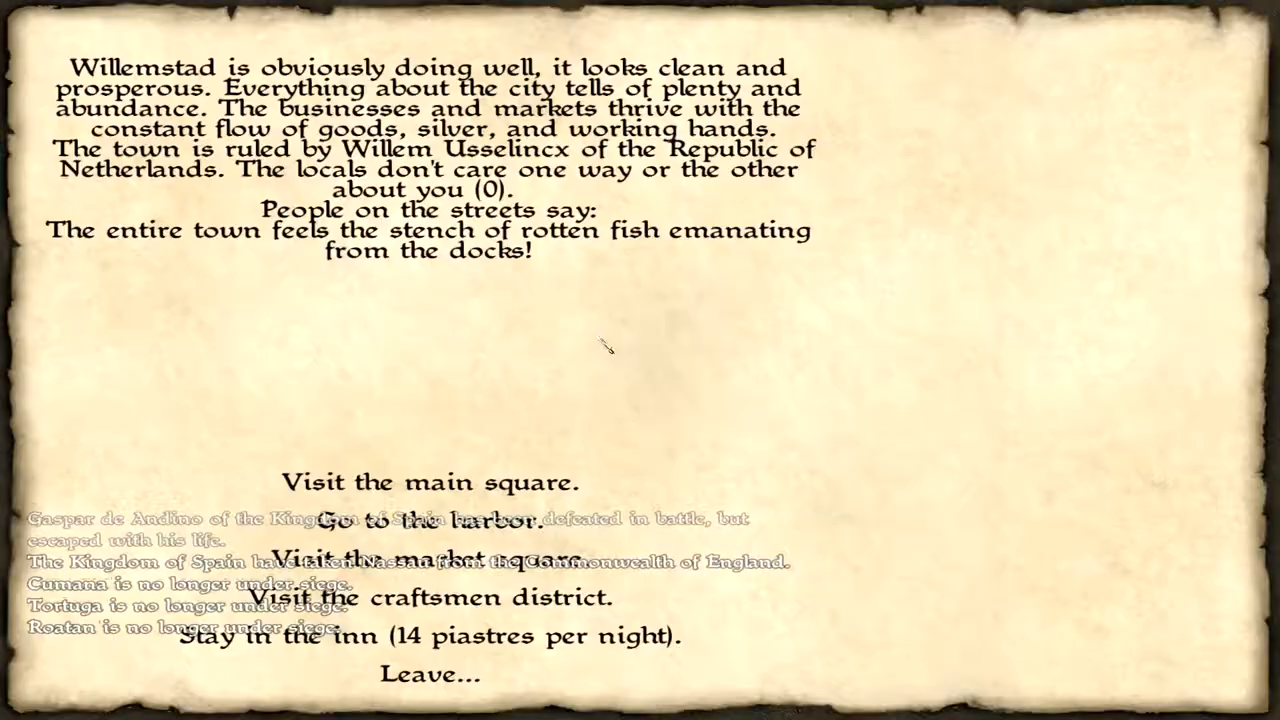 Willemstad is obviously doing well, it looks clean and
prosperous. Everything about the city tells of plenty and
abundance. The businesses and markets thrive with the
constant flow of goods, silver, and working hands.
The town is ruled by Willem Usselincx of the Republic of
Netherlands. The locals don't care one way or the other
about you (0).
People on the streets say:
The entire town feels the stench of rotten fish emanating
from the docks!
Visit the main square.
Gaspar de Andino of the Kingdom of Spain has been defeated in battle, but
escaped with his life.
Go to the harbor.
The Kingdom of Spain have taken Nassau from the Commonwealth of England.
Visit the market square.
Cumana is no longer under siege.
Visit the craftsmen district.
Tortuga is no longer under siege.
Roatan is no longer under siege.
Stay in the inn (14 piastres per night).
Leave...